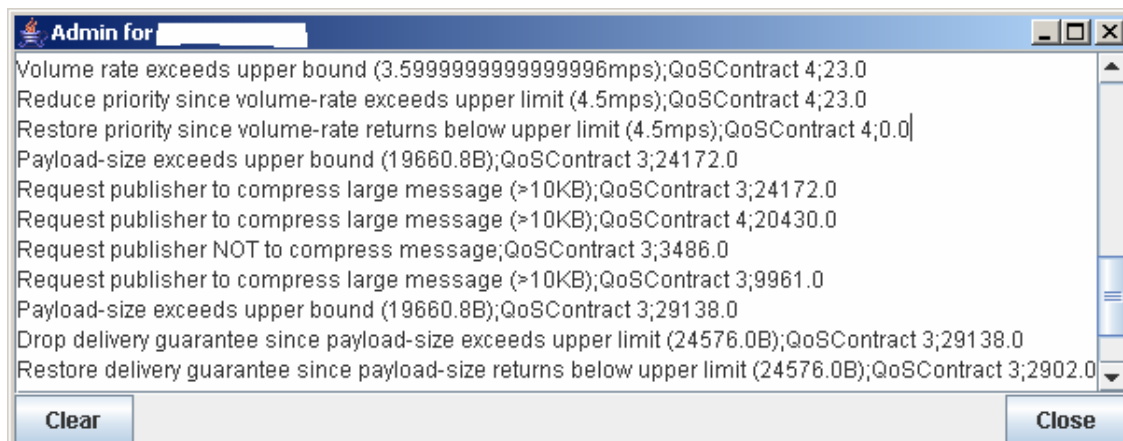 Admin for
Volume rate exceeds upper bound (3.5999999999999996mps);QoSContract 4;23.0
Reduce priority since volume-rate exceeds upper limit (4.5mps);QoSContract 4;23.0
Restore priority since volume-rate returns below upper limit (4.5mps);QoSContract 4;0.0
Payload-size exceeds upper bound (19660.8B);QoSContract 3;24172.0
Request publisher to compress large message (>10KB);QoSContract 3;24172.0
Request publisher to compress large message (>10KB);QoSContract 4;20430.0
Request publisher NOT to compress message;QoSContract 3;3486.0
Request publisher to compress large message (>10KB);QoSContract 3;9961.0
Payload-size exceeds upper bound (19660.8B);QoSContract 3;29138.0
Drop delivery guarantee since payload-size exceeds upper limit (24576.0B);QoSContract 3;29138.0
Restore delivery guarantee since payload-size returns below upper limit (24576.0B);QoSContract 3;2902.0
Clear
Close